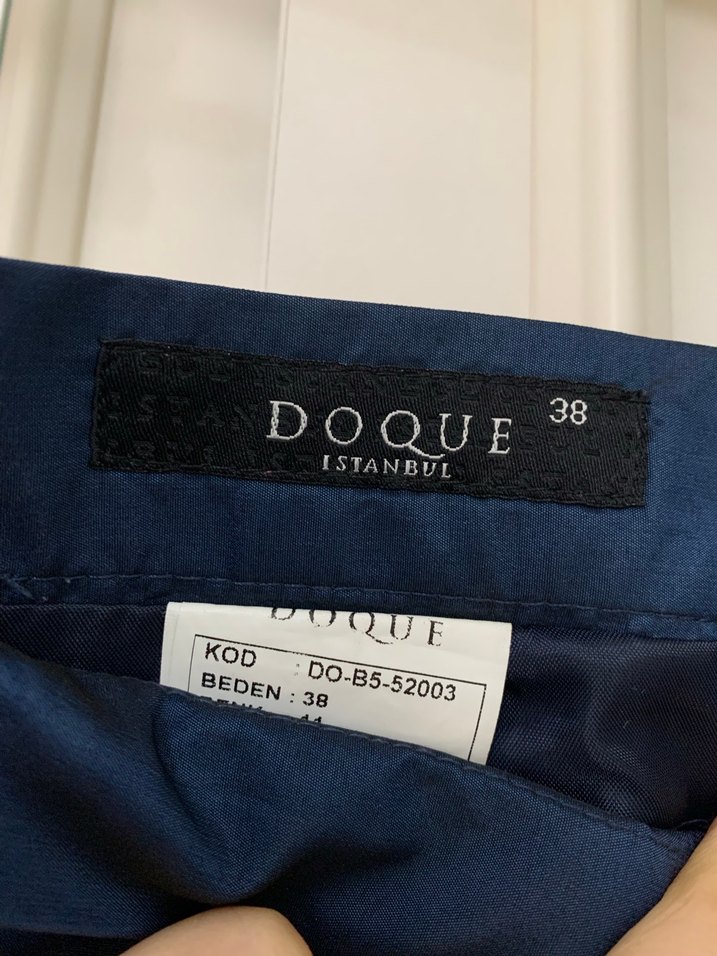 DOQUE 38
ISTANBUL
DOQUE
KOD : DO-B5-52003
BEDEN : 38